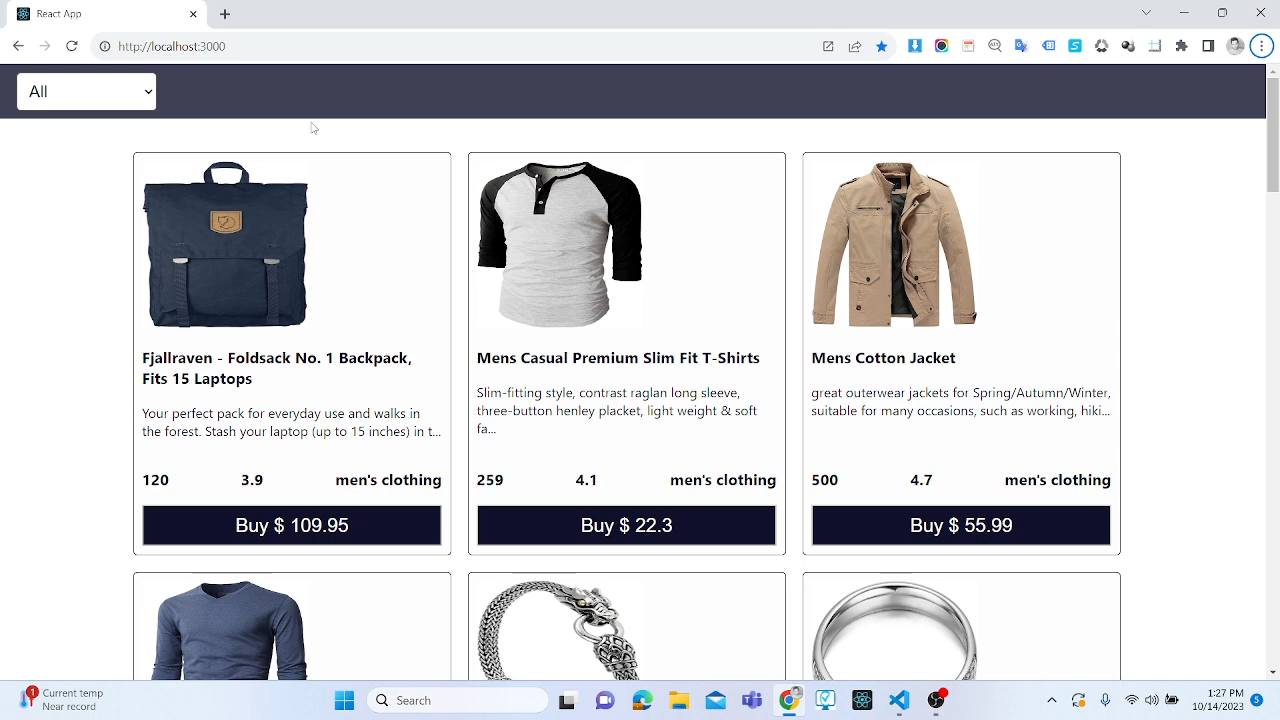 React App
http://localhost:3000
All
Fjallraven - Foldsack No. 1 Backpack,
Fits 15 Laptops
Your perfect pack for everyday use and walks in
the forest. Stash your laptop (up to 15 inches) in t...
120 3.9 men's clothing
Buy $ 109.95
Mens Casual Premium Slim Fit T-Shirts
Slim-fitting style, contrast raglan long sleeve,
three-button henley placket, light weight & soft
fa...
259 4.1 men's clothing
Buy $ 22.3
Mens Cotton Jacket
great outerwear jackets for Spring/Autumn/Winter,
suitable for many occasions, such as working, hiki...
500 4.7 men's clothing
Buy $ 55.99
1
Current temp
Near record
Search
1:27 PM
10/14/2023
5